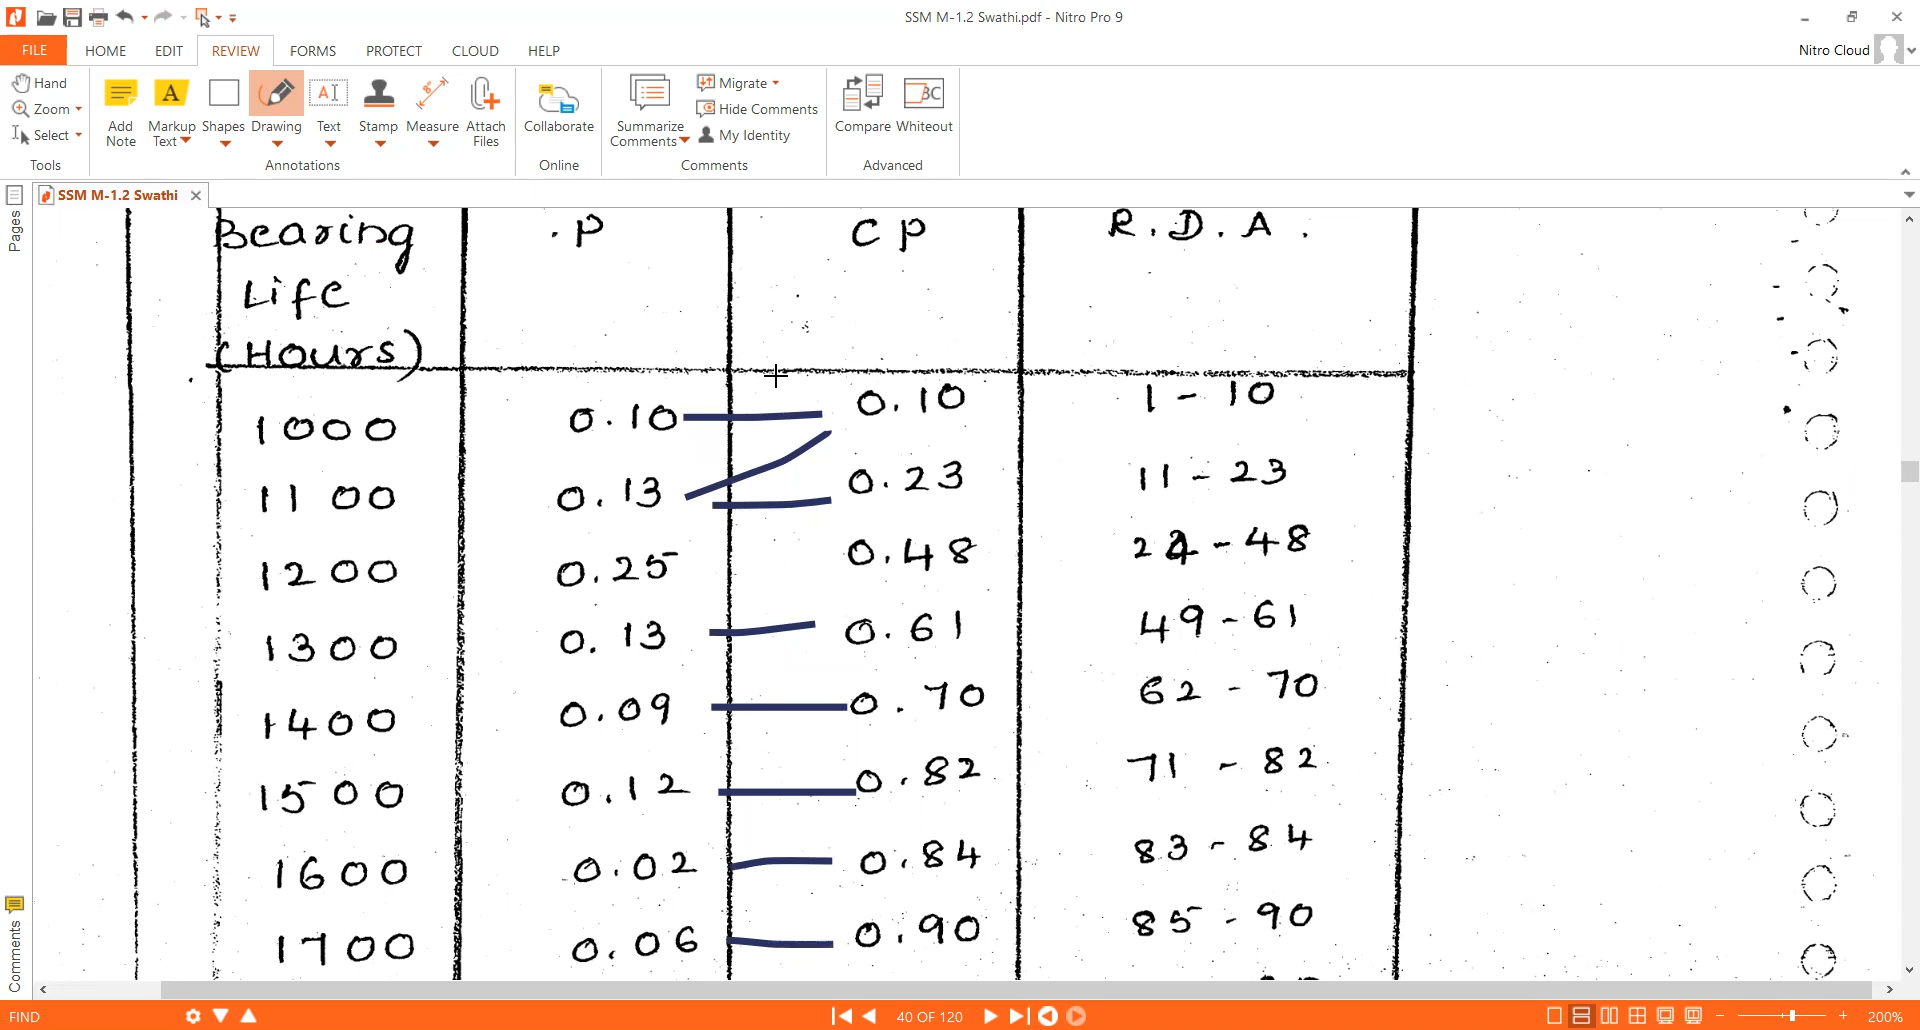 SSM M-1.2 Swathi.pdf - Nitro Pro 9
FILE HOME EDIT REVIEW FORMS PROTECT CLOUD HELP
Nitro Cloud
Hand
Zoom
Select
Tools
Add Note
Markup Text
Shapes
Drawing
Text
Stamp
Measure
Attach Files
Annotations
Collaborate
Online
Summarize Comments
Migrate
Hide Comments
My Identity
Comments
Compare
Whiteout
Advanced
SSM M-1.2 Swathi
Pages
Bearing Life (Hours) .P CP R.D.A.
1000 0.10 0.10 1 - 10
1100 0.13 0.23 11 - 23
1200 0.25 0.48 24 - 48
1300 0.13 0.61 49 - 61
1400 0.09 0.70 62 - 70
1500 0.12 0.82 71 - 82
1600 0.02 0.84 83 - 84
1700 0.06 0.90 85 - 90
Comments
FIND
40 OF 120
200%